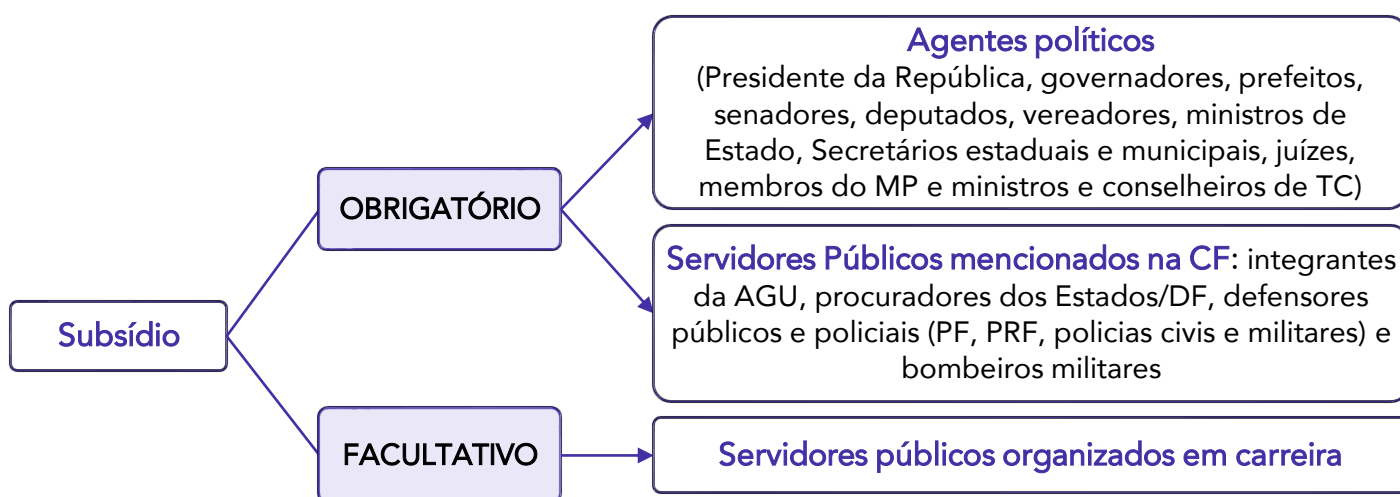 Subsídio
OBRIGATÓRIO
Agentes políticos
(Presidente da República, governadores, prefeitos,
senadores, deputados, vereadores, ministros de
Estado, Secretários estaduais e municipais, juízes,
membros do MP e ministros e conselheiros de TC)
Servidores Públicos mencionados na CF: integrantes
da AGU, procuradores dos Estados/DF, defensores
públicos e policiais (PF, PRF, policias civis e militares) e
bombeiros militares
FACULTATIVO
Servidores públicos organizados em carreira